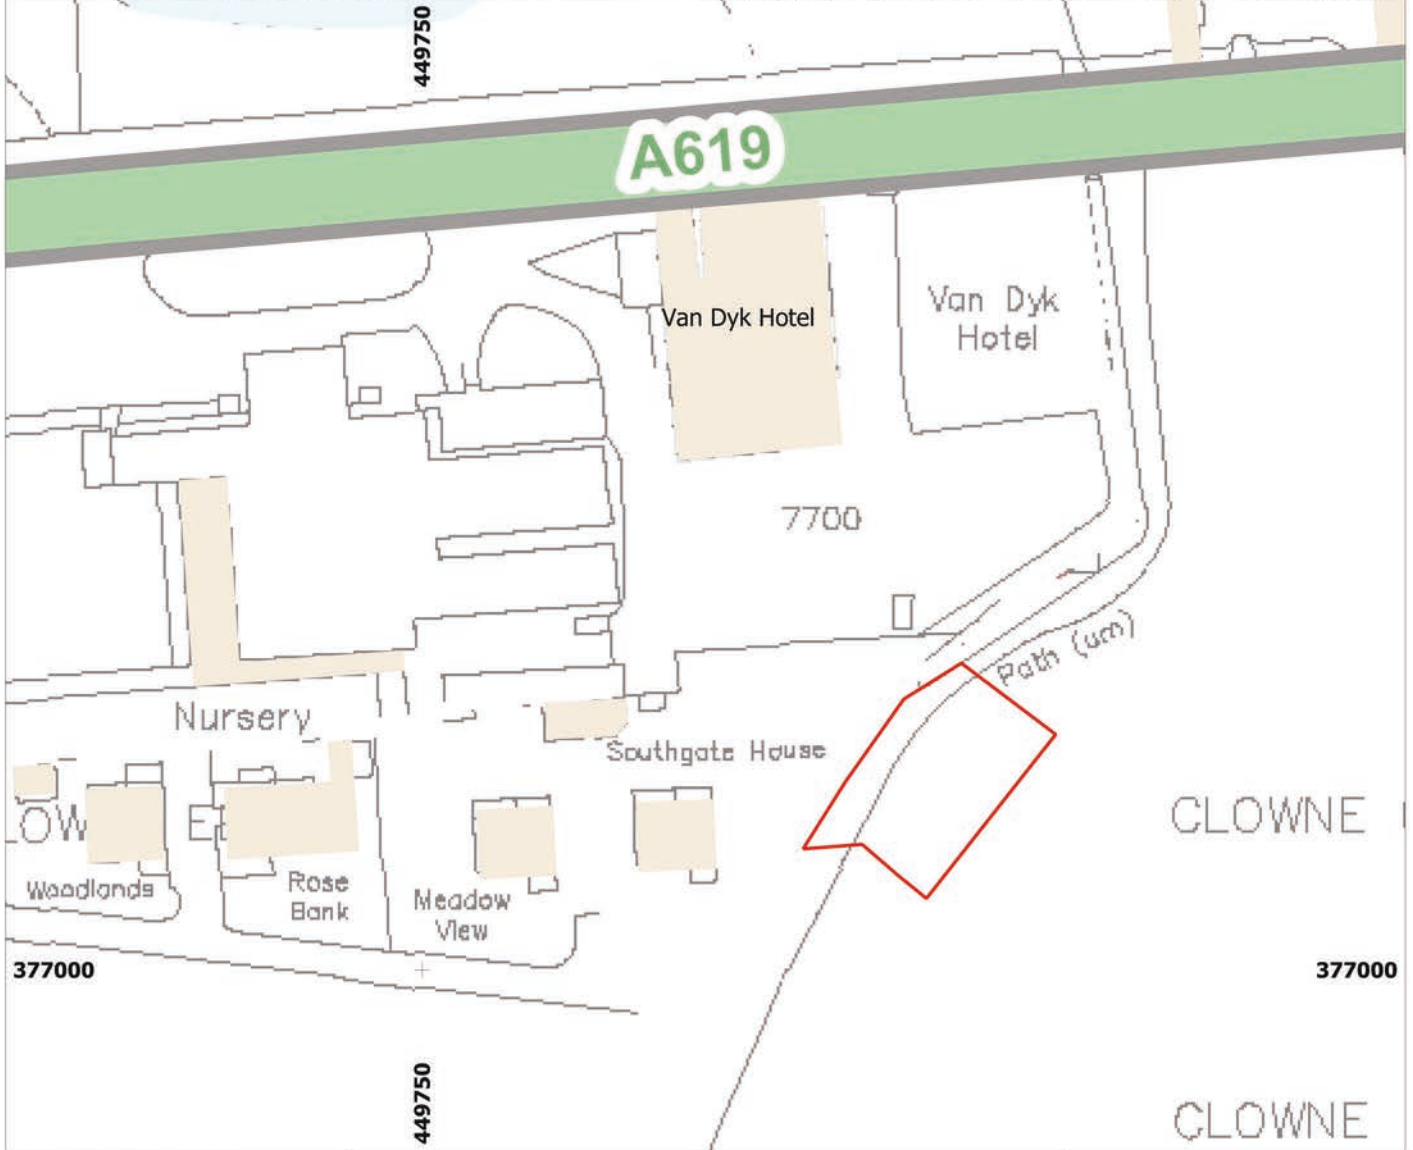 449750
A619
Van Dyk Hotel
Van Dyk
Hotel
7700
Path (um)
Nursery
Southgate House
CLOWNE
LOW
E
Woodlands
Rose
Bank
Meadow
View
377000
377000
449750
CLOWNE